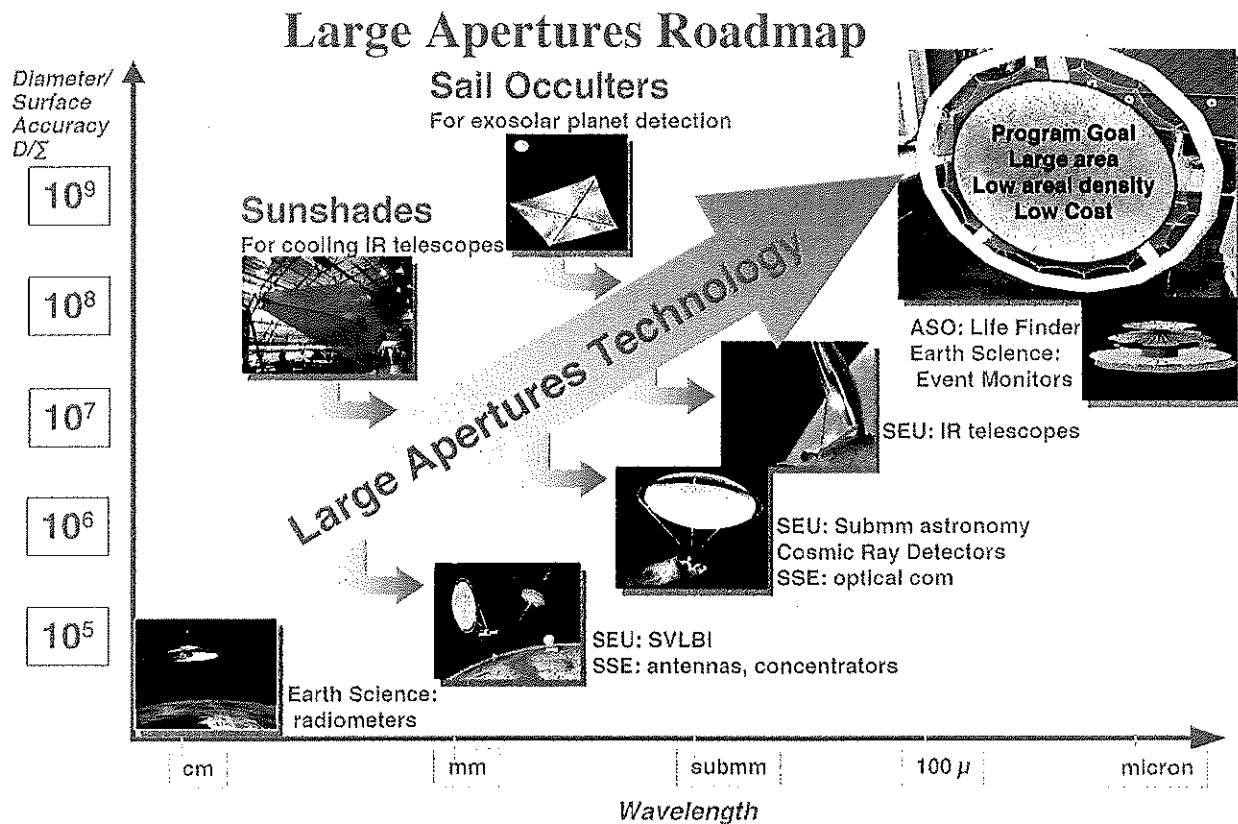 Large Apertures Roadmap
Diameter/
Surface
Accuracy
D/Σ
10⁹
10⁸
10⁷
10⁶
10⁵
Sail Occulters
For exosolar planet detection
Sunshades
For cooling IR telescopes
Large Apertures Technology
Program Goal
Large area
Low areal density
Low Cost
ASO: Life Finder
Earth Science:
Event Monitors
SEU: IR telescopes
SEU: Submm astronomy
Cosmic Ray Detectors
SSE: optical com
SEU: SVLBI
SSE: antennas, concentrators
Earth Science:
radiometers
cm
mm
submm
100 μ
micron
Wavelength